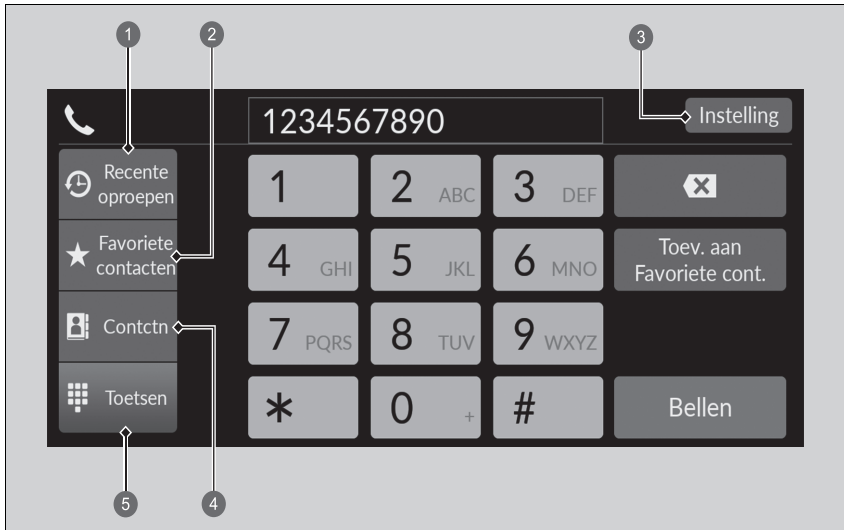 1
2
3
1234567890
Instelling
Recente
oproepen
Favoriete
contacten
Contctn
Toetsen
1
2 ABC
3 DEF
4 GHI
5 JKL
6 MNO
7 PQRS
8 TUV
9 WXYZ
*
0 +
#
Toev. aan
Favoriete cont.
Bellen
5
4